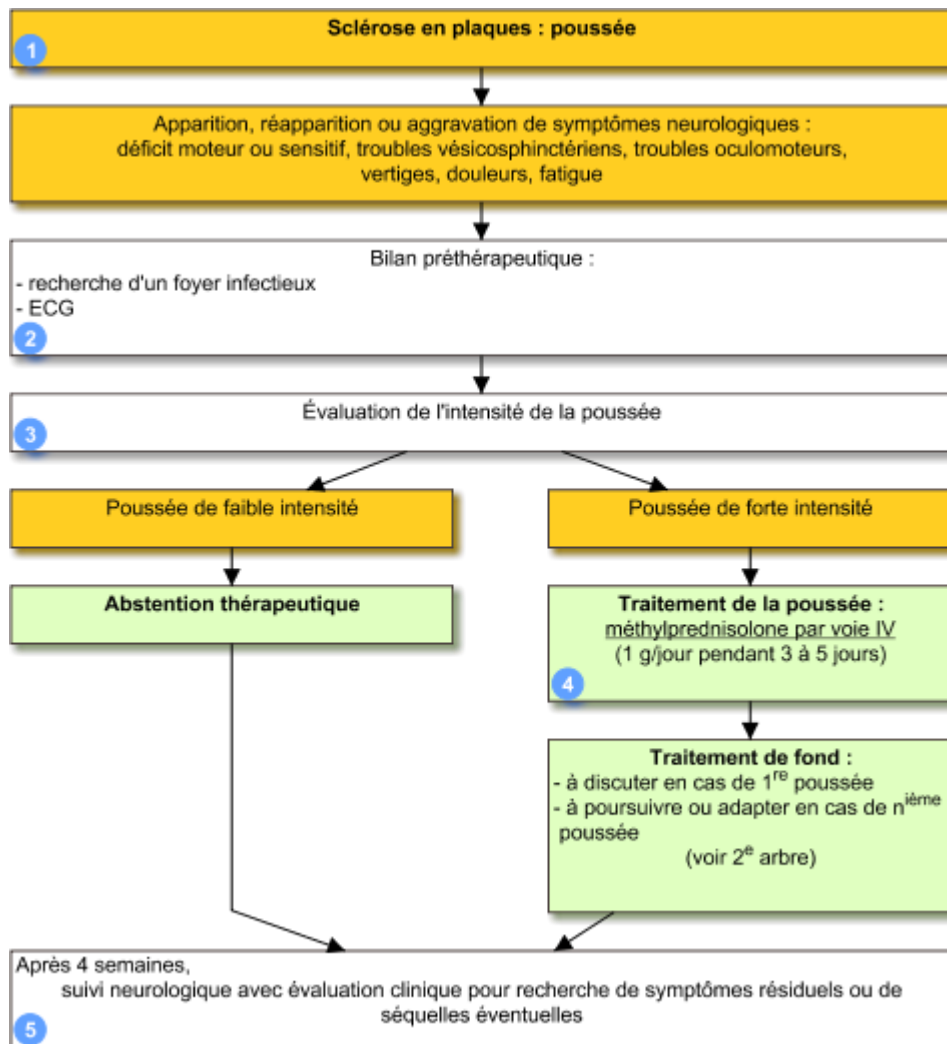 Sclérose en plaques : poussée
1
Apparition, réapparition ou aggravation de symptômes neurologiques :
déficit moteur ou sensitif, troubles vésicosphinctériens, troubles oculomoteurs,
vertiges, douleurs, fatigue
Bilan préthérapeutique :
- recherche d'un foyer infectieux
- ECG
2
Évaluation de l'intensité de la poussée
3
Poussée de faible intensité
Poussée de forte intensité
Abstention thérapeutique
Traitement de la poussée :
méthylprednisolone par voie IV
(1 g/jour pendant 3 à 5 jours)
4
Traitement de fond :
- à discuter en cas de 1re poussée
- à poursuivre ou adapter en cas de nième
poussée
(voir 2e arbre)
Après 4 semaines,
suivi neurologique avec évaluation clinique pour recherche de symptômes résiduels ou de
séquelles éventuelles
5